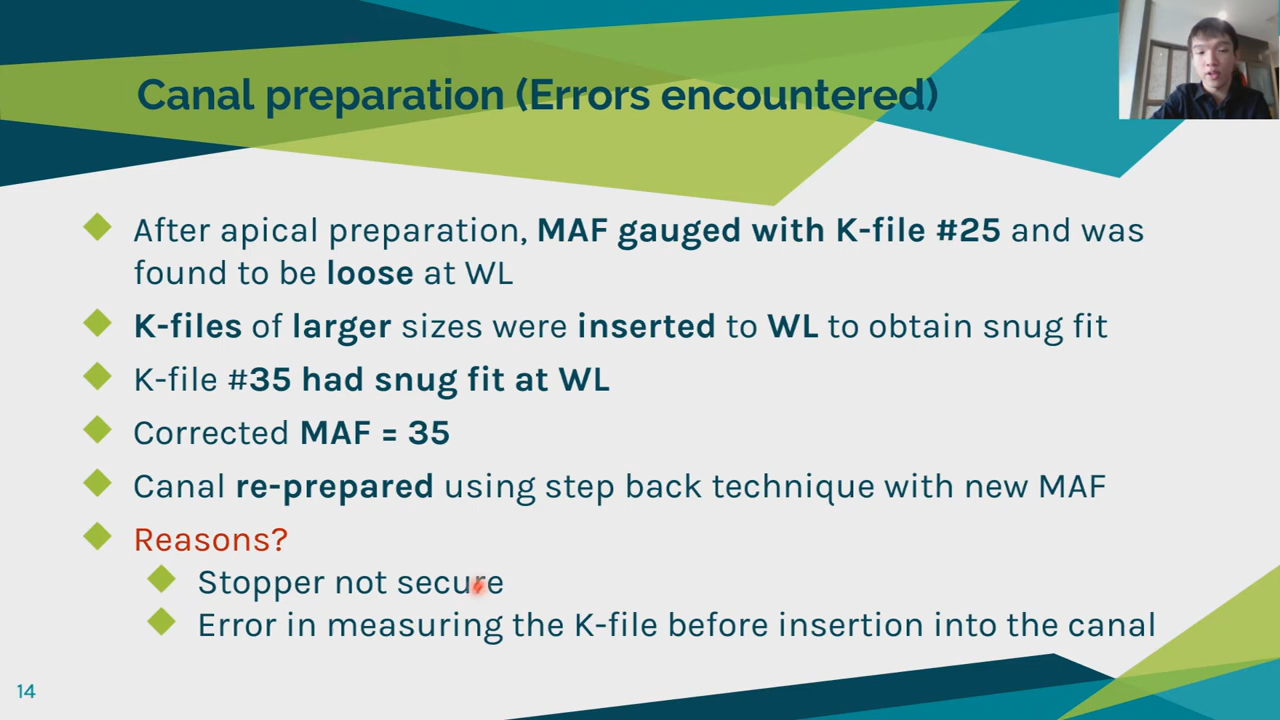 Canal preparation (Errors encountered)
After apical preparation, MAF gauged with K-file #25 and was
found to be loose at WL
K-files of larger sizes were inserted to WL to obtain snug fit
K-file #35 had snug fit at WL
Corrected MAF = 35
Canal re-prepared using step back technique with new MAF
Reasons?
Stopper not secure
Error in measuring the K-file before insertion into the canal
14